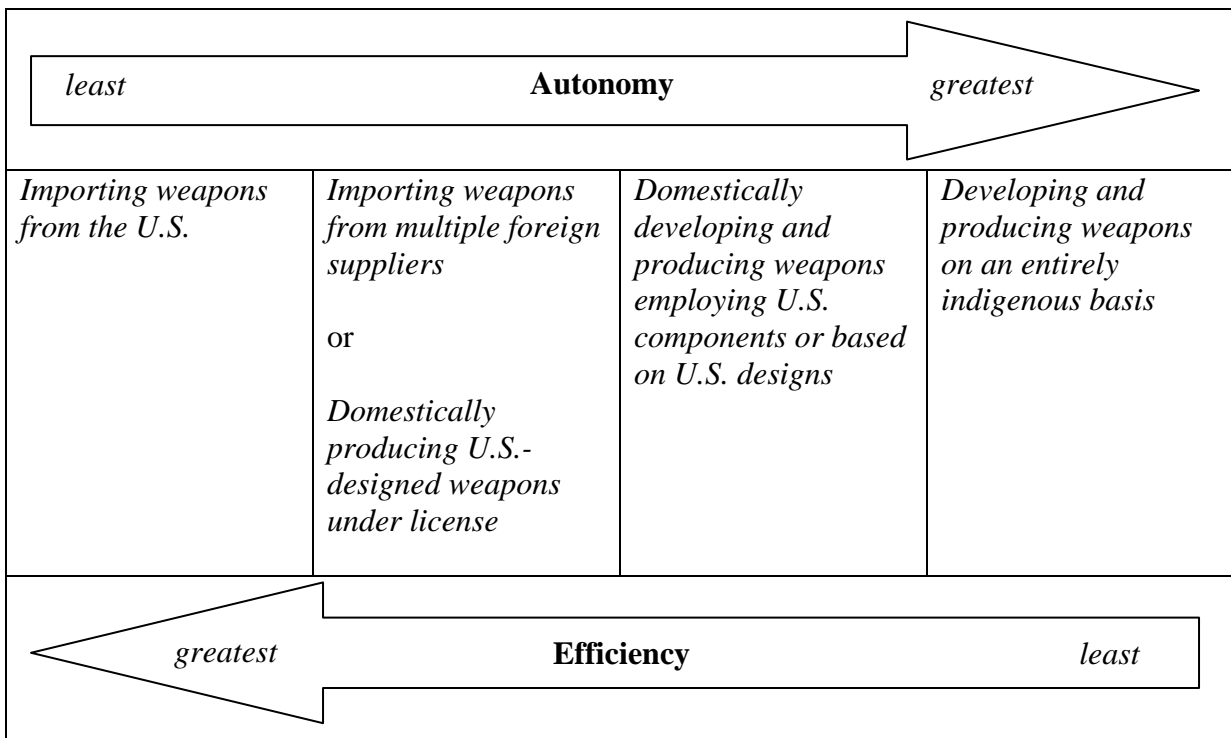 least Autonomy greatest
Importing weapons
from the U.S.
Importing weapons
from multiple foreign
suppliers
or
Domestically
producing U.S.-
designed weapons
under license
Domestically
developing and
producing weapons
employing U.S.
components or based
on U.S. designs
Developing and
producing weapons
on an entirely
indigenous basis
greatest Efficiency least